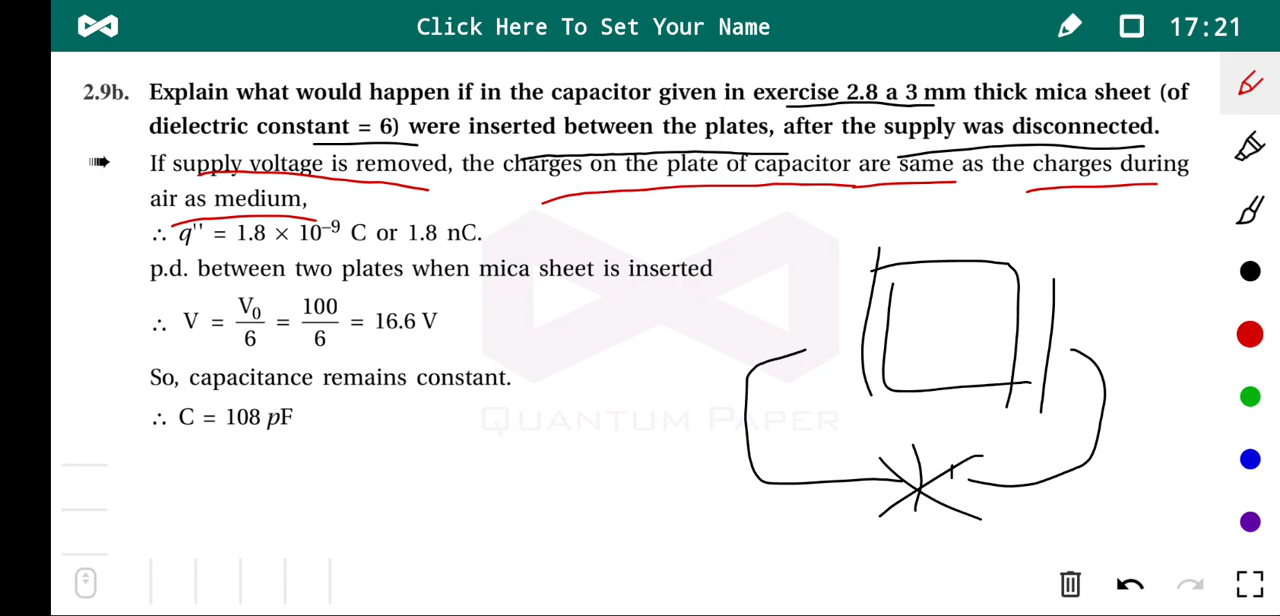 Click Here To Set Your Name
17:21
2.9b. Explain what would happen if in the capacitor given in exercise 2.8 a 3 mm thick mica sheet (of
dielectric constant = 6) were inserted between the plates, after the supply was disconnected.
➠ If supply voltage is removed, the charges on the plate of capacitor are same as the charges during
air as medium,
∴ q'' = 1.8 × 10⁻⁹ C or 1.8 nC.
p.d. between two plates when mica sheet is inserted
∴ V = V₀/6 = 100/6 = 16.6 V
So, capacitance remains constant.
∴ C = 108 pF
QUANTUM PAPER